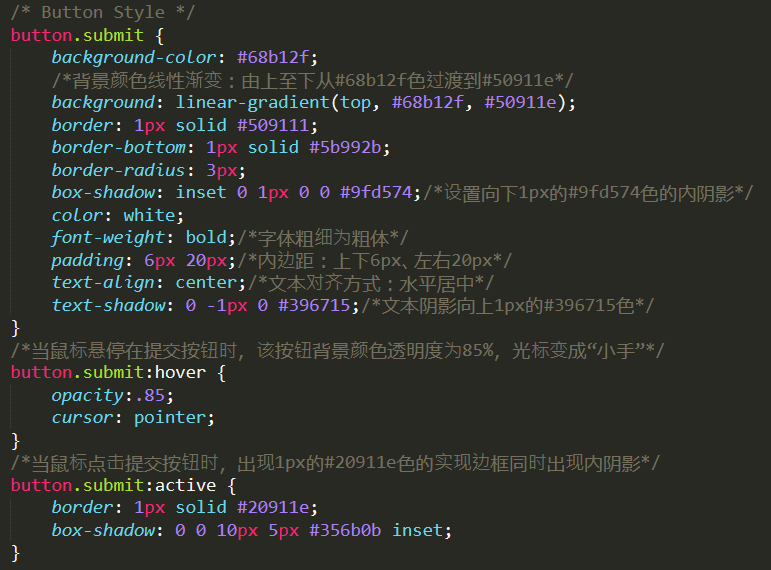 /* Button Style */
button.submit {
    background-color: #68b12f;
    /*背景颜色线性渐变：由上至下从#68b12f色过渡到#50911e*/
    background: linear-gradient(top, #68b12f, #50911e);
    border: 1px solid #509111;
    border-bottom: 1px solid #5b992b;
    border-radius: 3px;
    box-shadow: inset 0 1px 0 0 #9fd574;/*设置向下1px的#9fd574色的内阴影*/
    color: white;
    font-weight: bold;/*字体粗细为粗体*/
    padding: 6px 20px;/*内边距：上下6px、左右20px*/
    text-align: center;/*文本对齐方式：水平居中*/
    text-shadow: 0 -1px 0 #396715;/*文本阴影向上1px的#396715色*/
}
/*当鼠标悬停在提交按钮时，该按钮背景颜色透明度为85%，光标变成“小手”*/
button.submit:hover {
    opacity:.85;
    cursor: pointer;
}
/*当鼠标点击提交按钮时，出现1px的#20911e色的实现边框同时出现内阴影*/
button.submit:active {
    border: 1px solid #20911e;
    box-shadow: 0 0 10px 5px #356b0b inset;
}